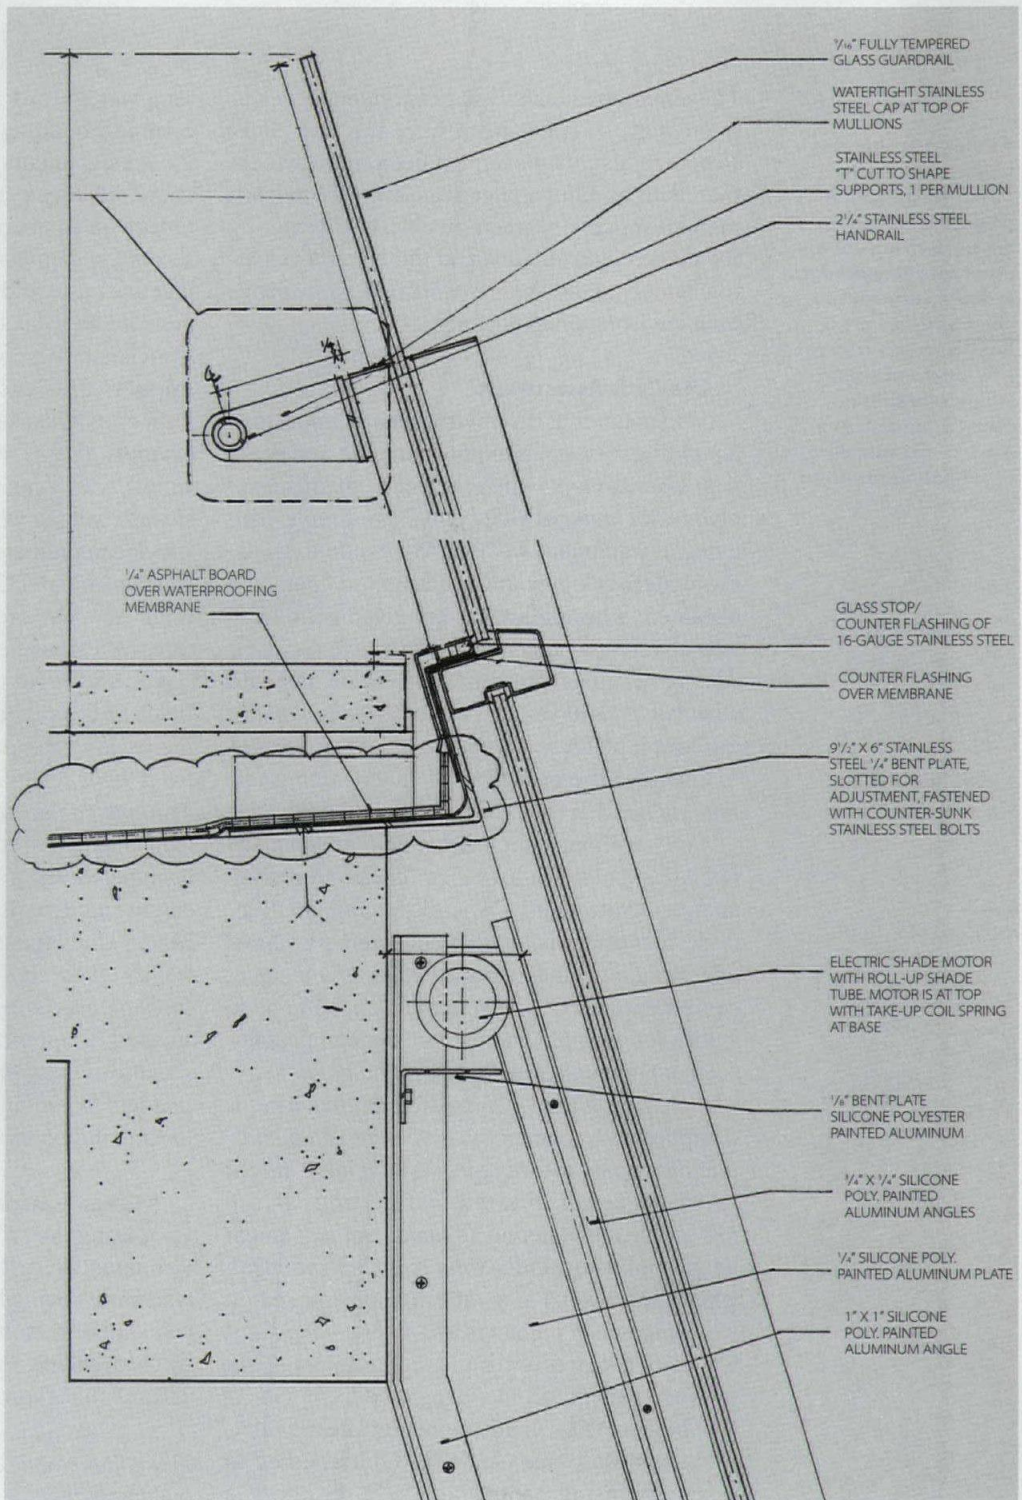 9/16" FULLY TEMPERED
GLASS GUARDRAIL
WATERTIGHT STAINLESS
STEEL CAP AT TOP OF
MULLIONS
STAINLESS STEEL
"T" CUT TO SHAPE
SUPPORTS, 1 PER MULLION
2 1/4" STAINLESS STEEL
HANDRAIL
1/4" ASPHALT BOARD
OVER WATERPROOFING
MEMBRANE
GLASS STOP/
COUNTER FLASHING OF
16-GAUGE STAINLESS STEEL
COUNTER FLASHING
OVER MEMBRANE
9 1/2" X 6" STAINLESS
STEEL 1/4" BENT PLATE,
SLOTTED FOR
ADJUSTMENT, FASTENED
WITH COUNTER-SUNK
STAINLESS STEEL BOLTS
ELECTRIC SHADE MOTOR
WITH ROLL-UP SHADE
TUBE. MOTOR IS AT TOP
WITH TAKE-UP COIL SPRING
AT BASE
1/8" BENT PLATE
SILICONE POLYESTER
PAINTED ALUMINUM
3/4" X 3/4" SILICONE
POLY. PAINTED
ALUMINUM ANGLES
1/4" SILICONE POLY.
PAINTED ALUMINUM PLATE
1" X 1" SILICONE
POLY. PAINTED
ALUMINUM ANGLE